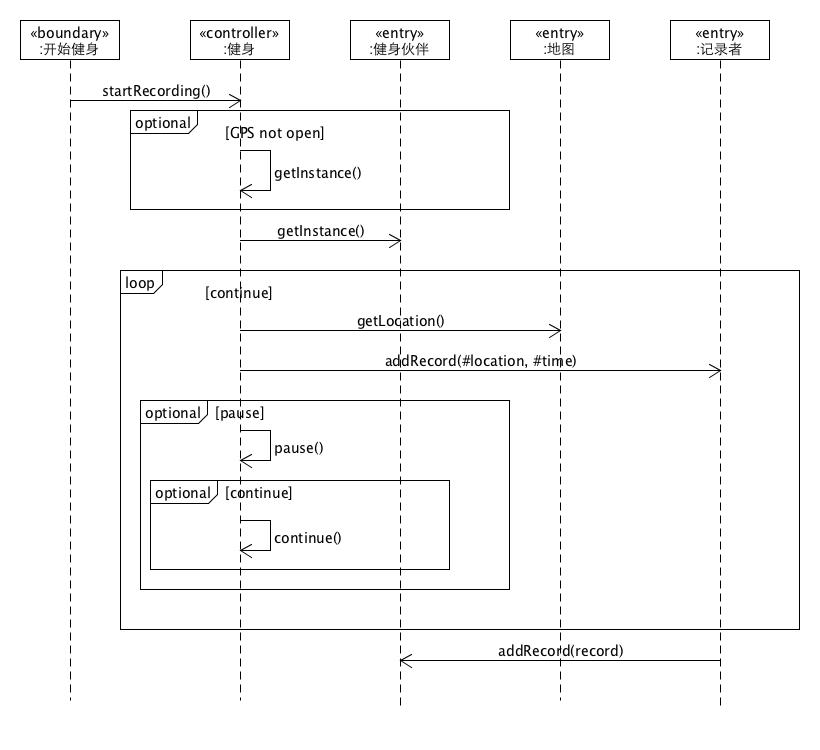 «boundary»
:开始健身
«controller»
:健身
«entry»
:健身伙伴
«entry»
:地图
«entry»
:记录者
startRecording()
optional
[GPS not open]
getInstance()
getInstance()
loop
[continue]
getLocation()
addRecord(#location, #time)
optional
[pause]
pause()
optional
[continue]
continue()
addRecord(record)